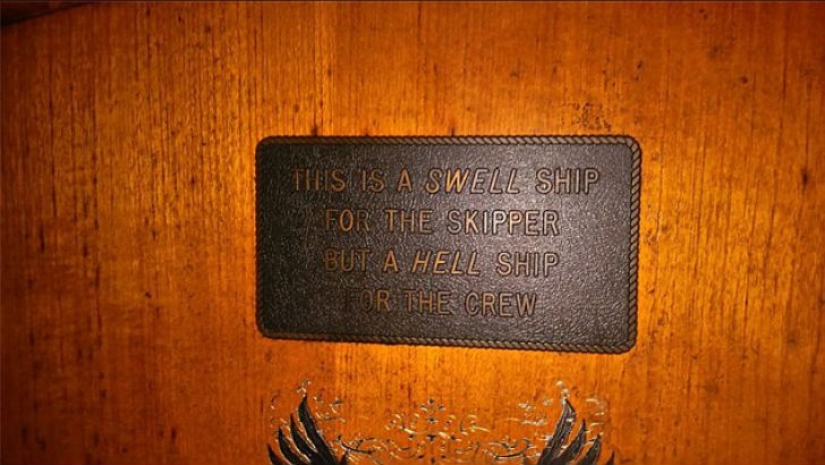 THIS IS A SWELL SHIP
FOR THE SKIPPER
BUT A HELL SHIP
FOR THE CREW